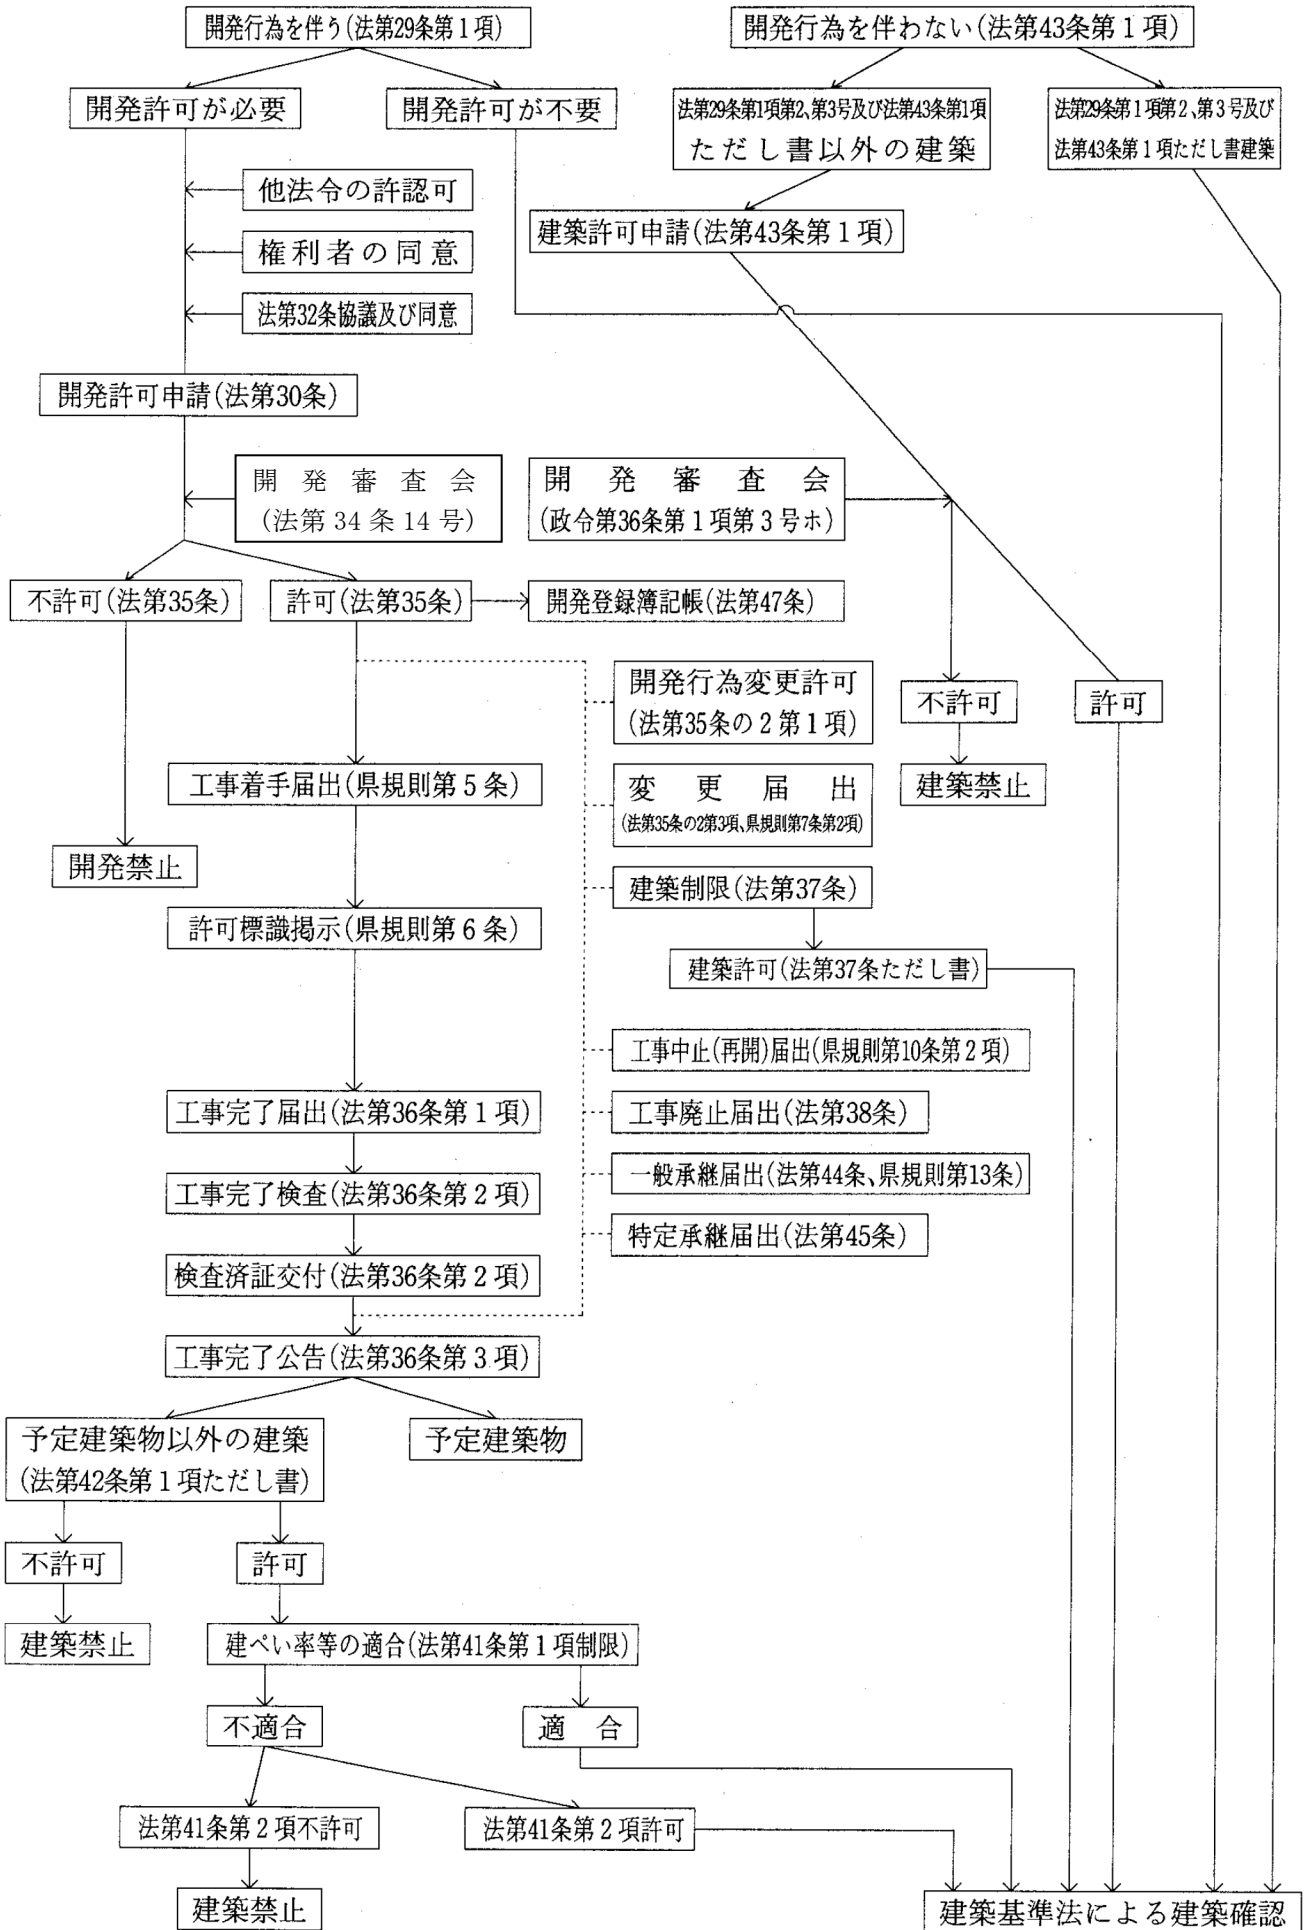 開発行為を伴う(法第29条第1項)
開発行為を伴わない(法第43条第1項)
開発許可が必要
開発許可が不要
法第29条第1項第2、第3号及び法第43条第1項
ただし書以外の建築
法第29条第1項第2、第3号及び
法第43条第1項ただし書建築
他法令の許認可
建築許可申請(法第43条第1項)
権利者の同意
法第32条協議及び同意
開発許可申請(法第30条)
開発審査会
(法第34条14号)
開発審査会
(政令第36条第1項第3号ホ)
不許可(法第35条)
許可(法第35条)
開発登録簿記帳(法第47条)
開発行為変更許可
(法第35条の2第1項)
不許可
許可
工事着手届出(県規則第5条)
変更届出
(法第35条の2第3項、県規則第7条第2項)
建築禁止
開発禁止
建築制限(法第37条)
許可標識掲示(県規則第6条)
建築許可(法第37条ただし書)
工事中止(再開)届出(県規則第10条第2項)
工事完了届出(法第36条第1項)
工事廃止届出(法第38条)
一般承継届出(法第44条、県規則第13条)
工事完了検査(法第36条第2項)
特定承継届出(法第45条)
検査済証交付(法第36条第2項)
工事完了公告(法第36条第3項)
予定建築物以外の建築
(法第42条第1項ただし書)
予定建築物
不許可
許可
建築禁止
建ぺい率等の適合(法第41条第1項制限)
不適合
適合
法第41条第2項不許可
法第41条第2項許可
建築禁止
建築基準法による建築確認